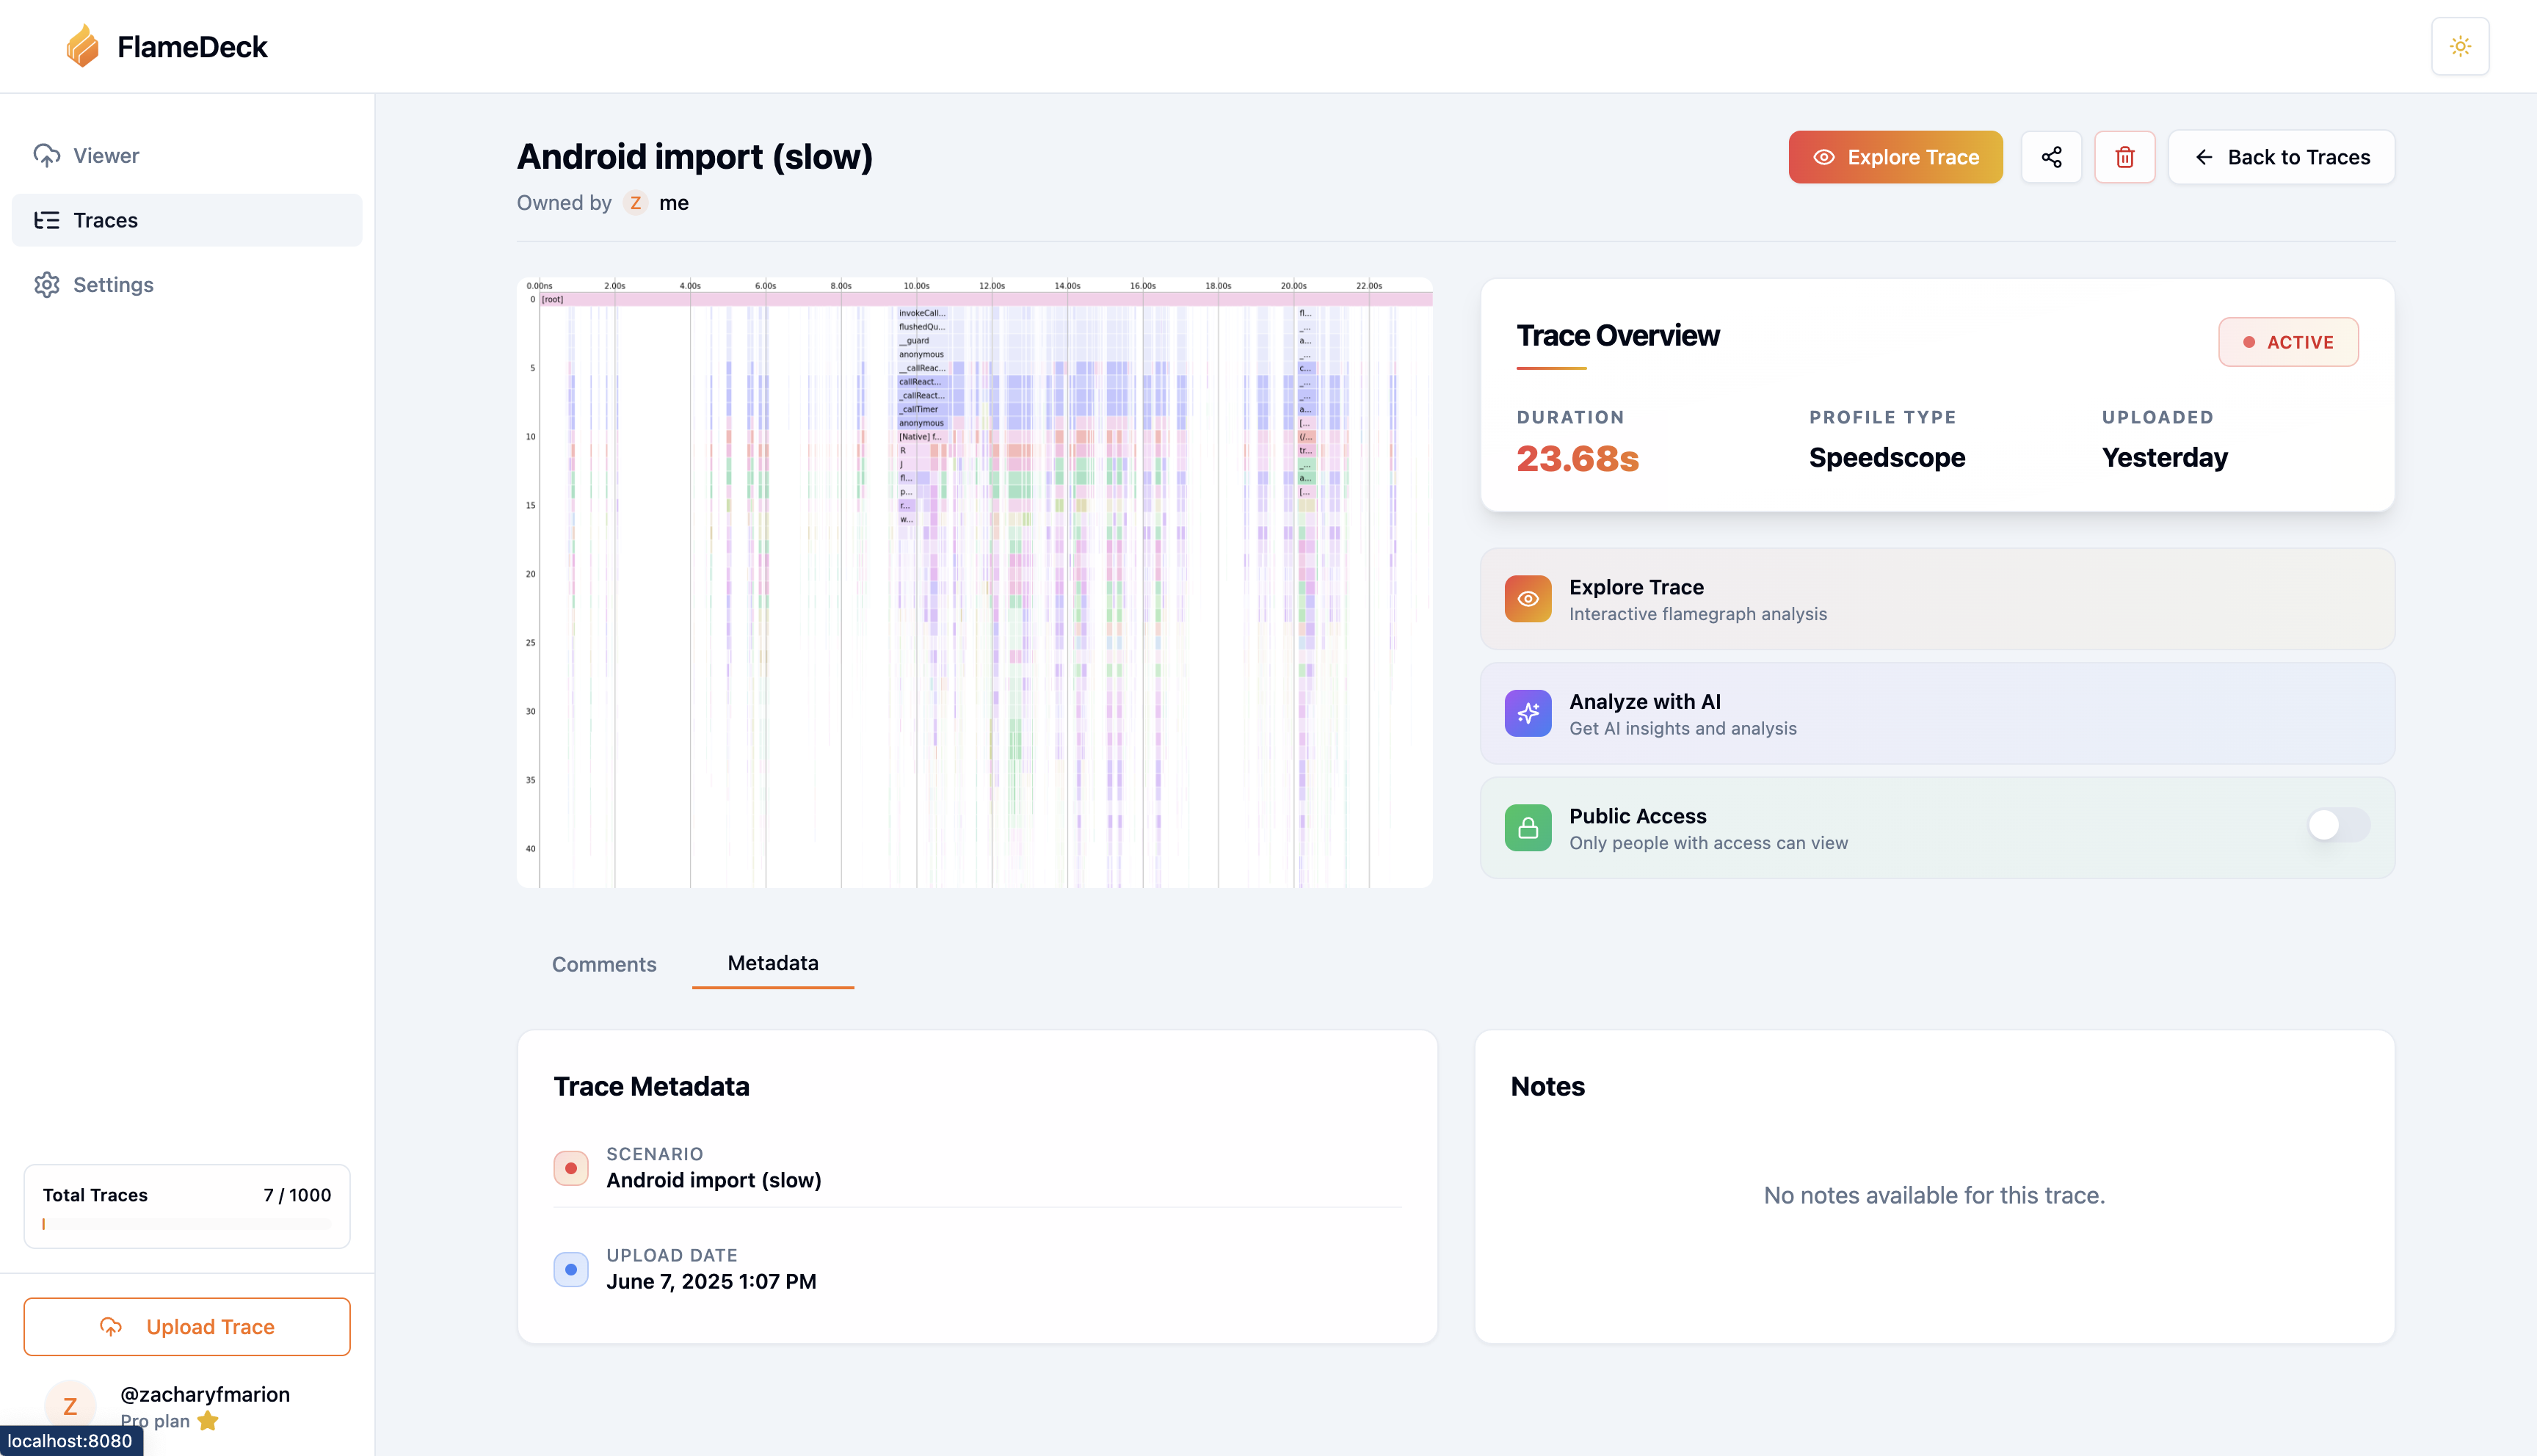 FlameDeck
Viewer
Traces
Settings
Total Traces 7 / 1000
Upload Trace
Z
@zacharyfmarion
Pro plan
localhost:8080
Android import (slow)
Owned by Z me
Explore Trace
Back to Traces
0.00ns 2.00s 4.00s 6.00s 8.00s 10.00s 12.00s 14.00s 16.00s 18.00s 20.00s 22.00s
0 [root]
invokeCall... fl...
flushedQu... _...
__guard a...
anonymous _...
5 __callReac... c...
callReact... _...
_callReact... _...
_callTimer a...
anonymous [...
10 [Native] f... (/...
R tr...
J _...
fl... a...
p... [...
15 r...
w...
20
25
30
35
40
Trace Overview
ACTIVE
DURATION PROFILE TYPE UPLOADED
23.68s Speedscope Yesterday
Explore Trace
Interactive flamegraph analysis
Analyze with AI
Get AI insights and analysis
Public Access
Only people with access can view
Comments Metadata
Trace Metadata
SCENARIO
Android import (slow)
UPLOAD DATE
June 7, 2025 1:07 PM
Notes
No notes available for this trace.